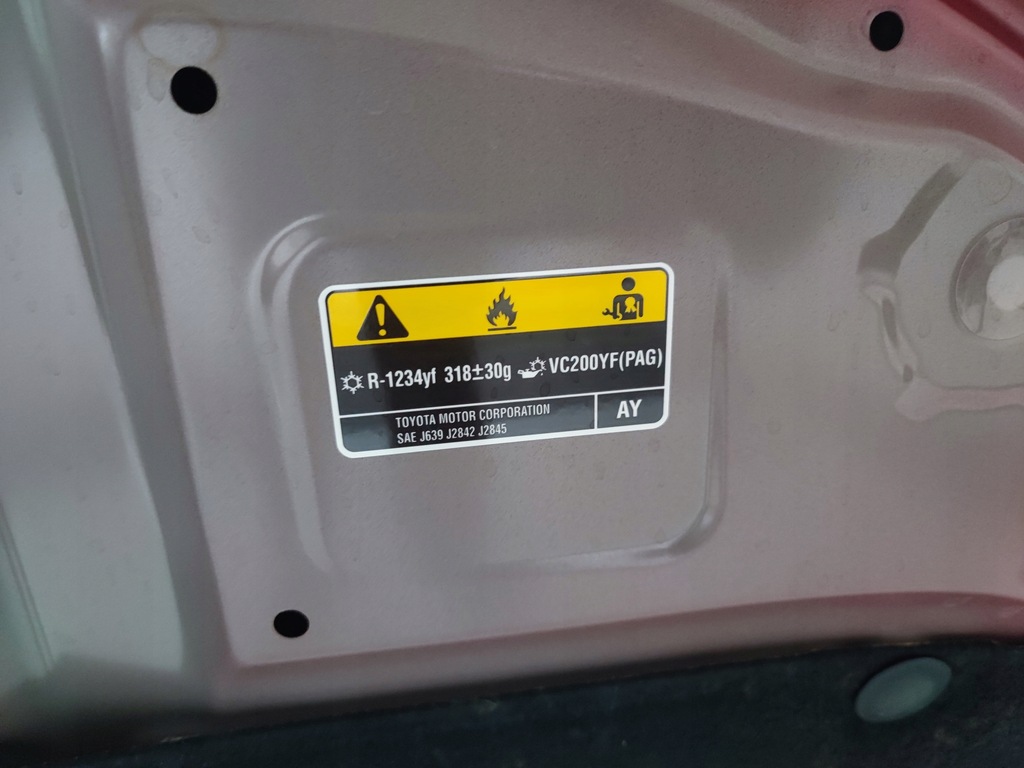 R-1234yf 318±30g VC200YF(PAG)
TOYOTA MOTOR CORPORATION
SAE J639 J2842 J2845
AY